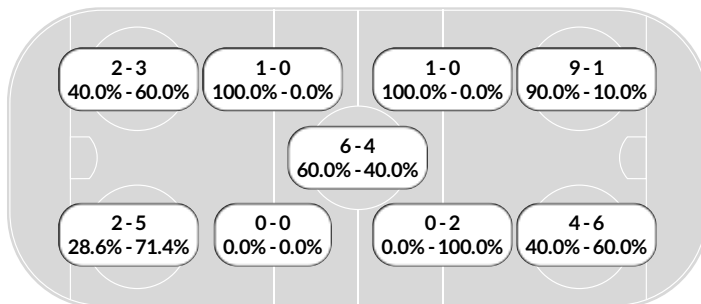 2 - 3
40.0% - 60.0%
1 - 0
100.0% - 0.0%
1 - 0
100.0% - 0.0%
9 - 1
90.0% - 10.0%
6 - 4
60.0% - 40.0%
2 - 5
28.6% - 71.4%
0 - 0
0.0% - 0.0%
0 - 2
0.0% - 100.0%
4 - 6
40.0% - 60.0%